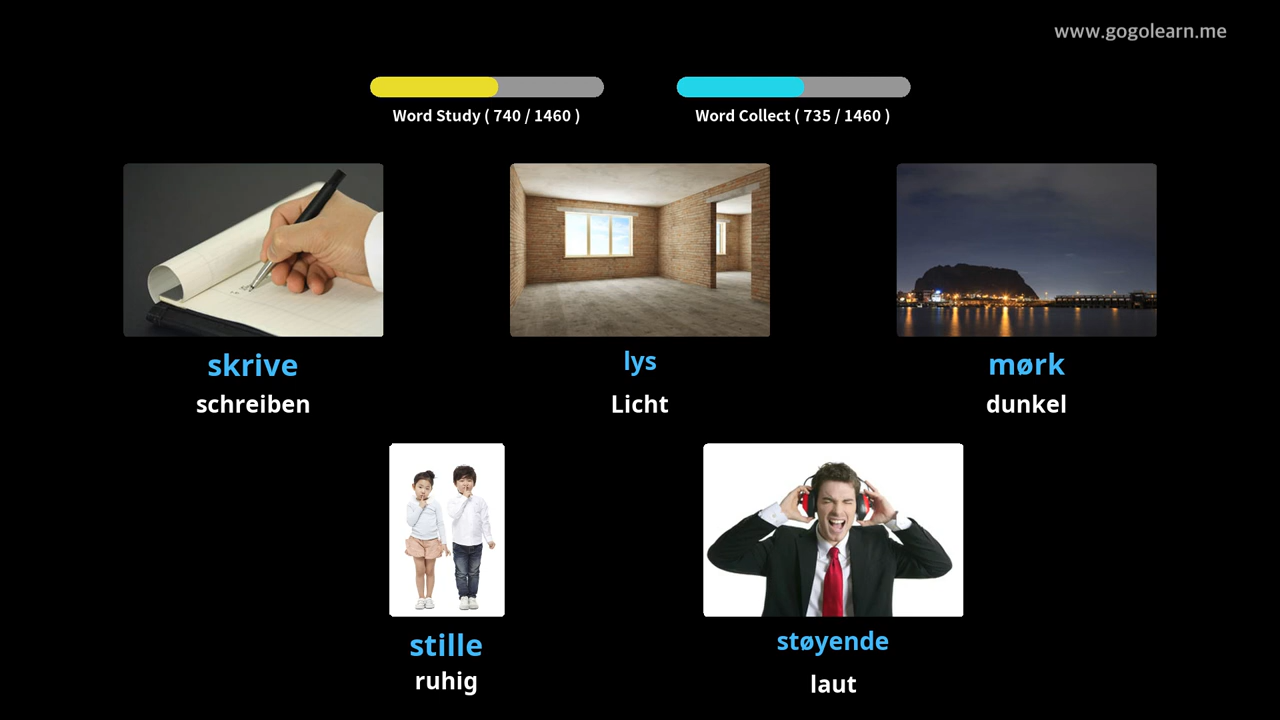 www.gogolearn.me
Word Study ( 740 / 1460 )
Word Collect ( 735 / 1460 )
skrive
schreiben
lys
Licht
mørk
dunkel
stille
ruhig
støyende
laut